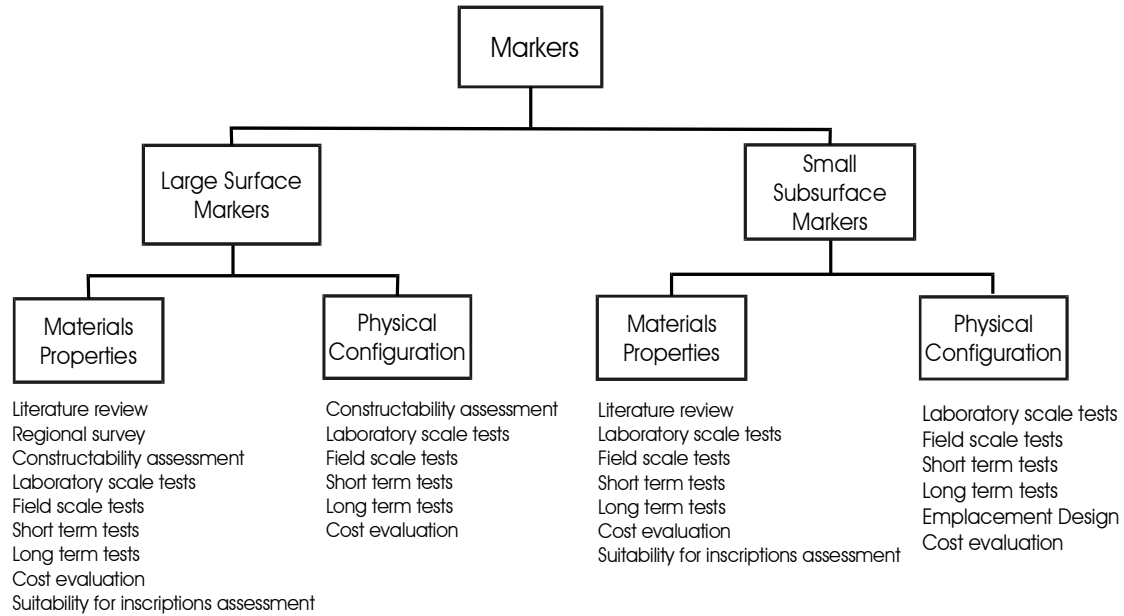 Markers
Large Surface
Markers
Small
Subsurface
Markers
Materials
Properties
Physical
Configuration
Materials
Properties
Physical
Configuration
Literature review
Regional survey
Constructability assessment
Laboratory scale tests
Field scale tests
Short term tests
Long term tests
Cost evaluation
Suitability for inscriptions assessment
Constructability assessment
Laboratory scale tests
Field scale tests
Short term tests
Long term tests
Cost evaluation
Literature review
Laboratory scale tests
Field scale tests
Short term tests
Long term tests
Cost evaluation
Suitability for inscriptions assessment
Laboratory scale tests
Field scale tests
Short term tests
Long term tests
Emplacement Design
Cost evaluation